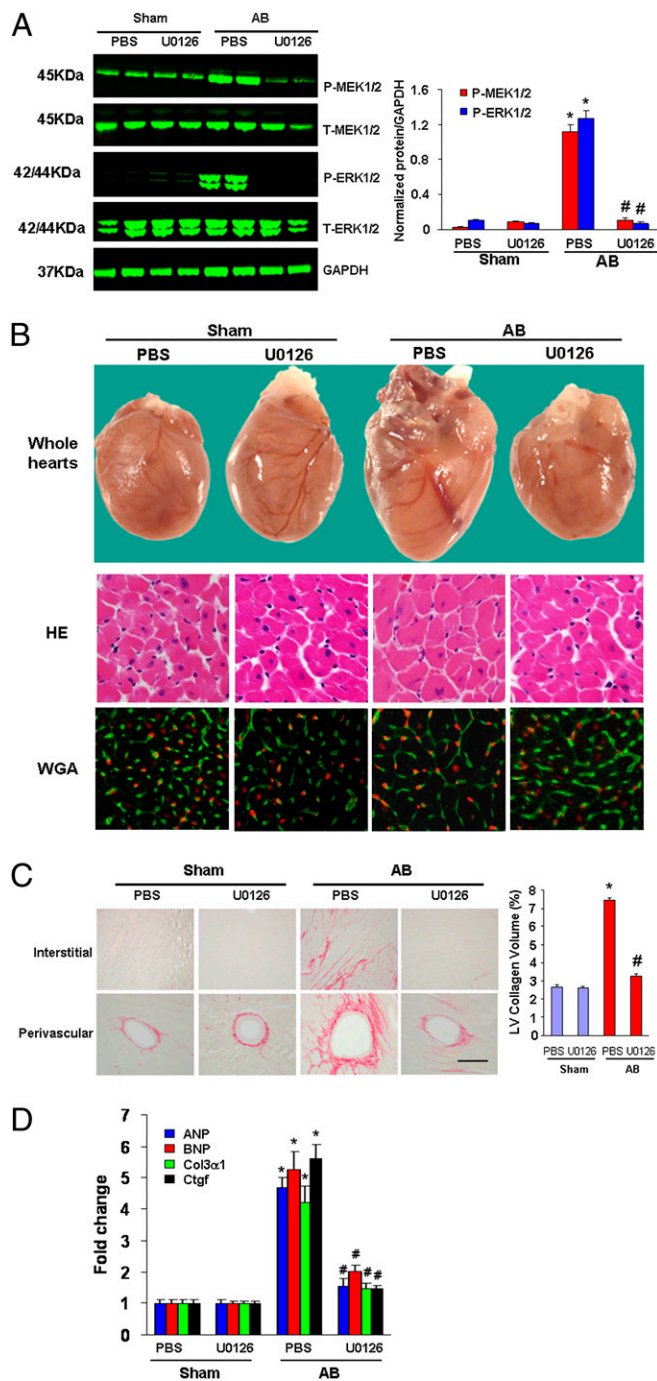 A
Sham AB
PBS U0126 PBS U0126
45KDa P-MEK1/2
45KDa T-MEK1/2
42/44KDa P-ERK1/2
42/44KDa T-ERK1/2
37KDa GAPDH
Normalized protein/GAPDH
1.6
1.2
0.8
0.4
0
P-MEK1/2
P-ERK1/2
* *
# #
PBS U0126 PBS U0126
Sham AB
B
Sham AB
PBS U0126 PBS U0126
Whole
hearts
HE
WGA
C
Sham AB
PBS U0126 PBS U0126
Interstitial
Perivascular
LV Collagen Volume (%)
9
8
7
6
5
4
3
2
1
0
*
#
PBS U0126 PBS U0126
Sham AB
D
Fold change
7
6
5
4
3
2
1
0
ANP
BNP
Col3α1
Ctgf
* * * *
# # # #
PBS U0126 PBS U0126
Sham AB